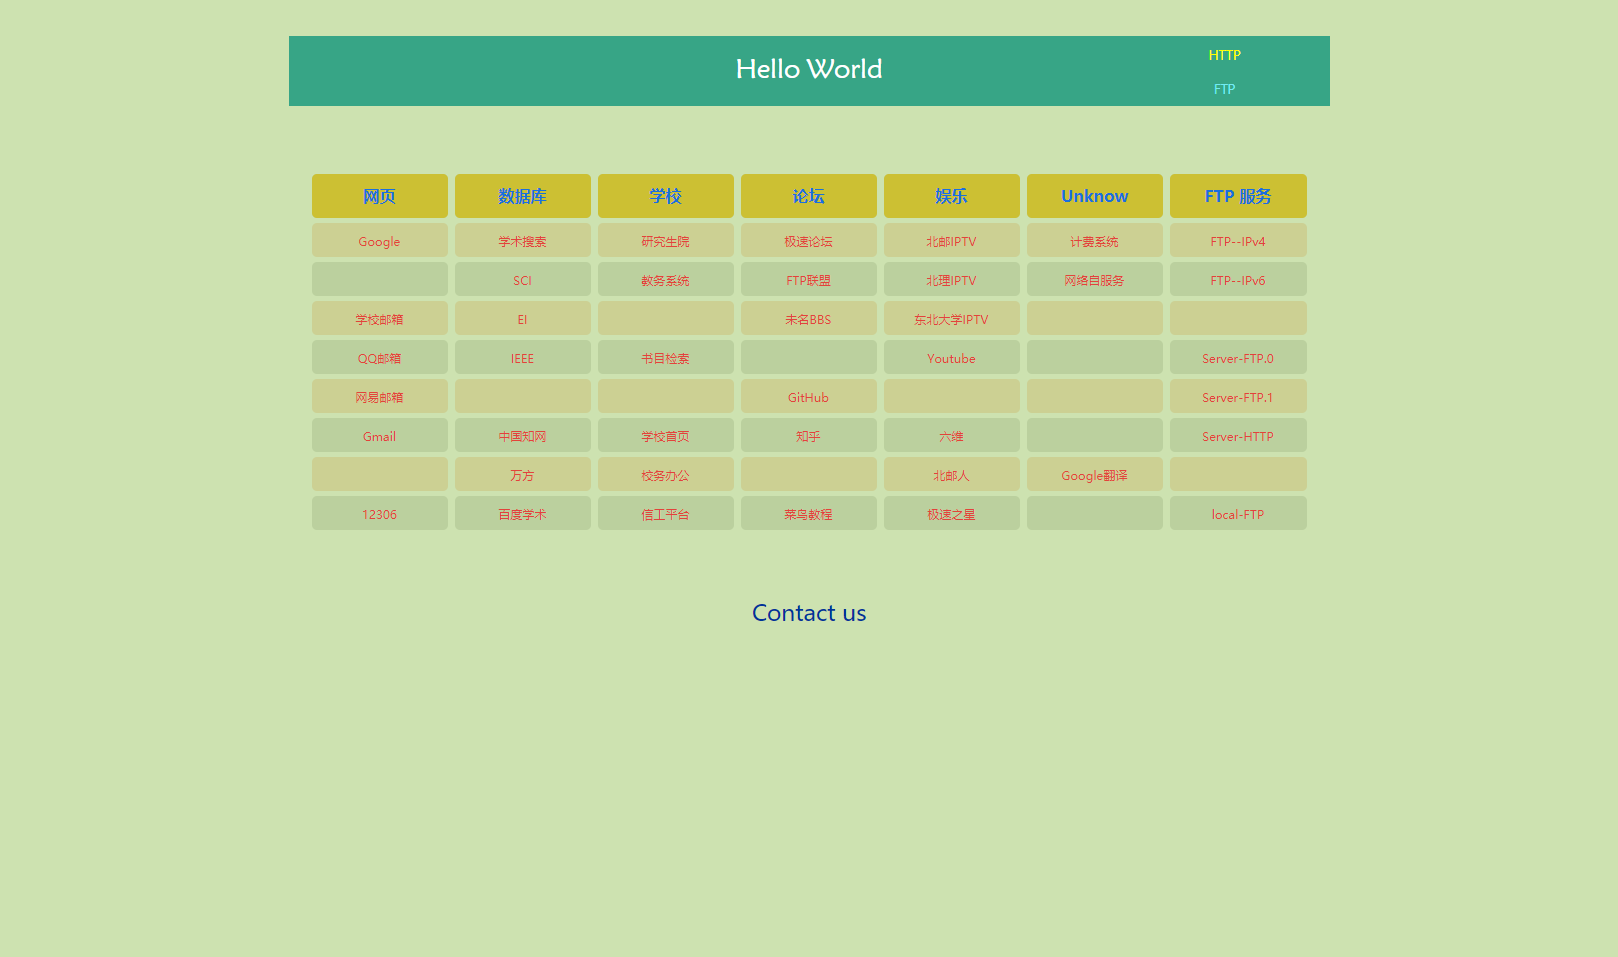 Hello World
HTTP
FTP
网页 数据库 学校 论坛 娱乐 Unknow FTP 服务
Google 学术搜索 研究生院 极速论坛 北邮IPTV 计费系统 FTP--IPv4
SCI 教务系统 FTP联盟 北理IPTV 网络自服务 FTP--IPv6
学校邮箱 EI 未名BBS 东北大学IPTV
QQ邮箱 IEEE 书目检索 Youtube Server-FTP.0
网易邮箱 GitHub Server-FTP.1
Gmail 中国知网 学校首页 知乎 六维 Server-HTTP
万方 校务办公 北邮人 Google翻译
12306 百度学术 信工平台 菜鸟教程 极速之星 local-FTP
Contact us